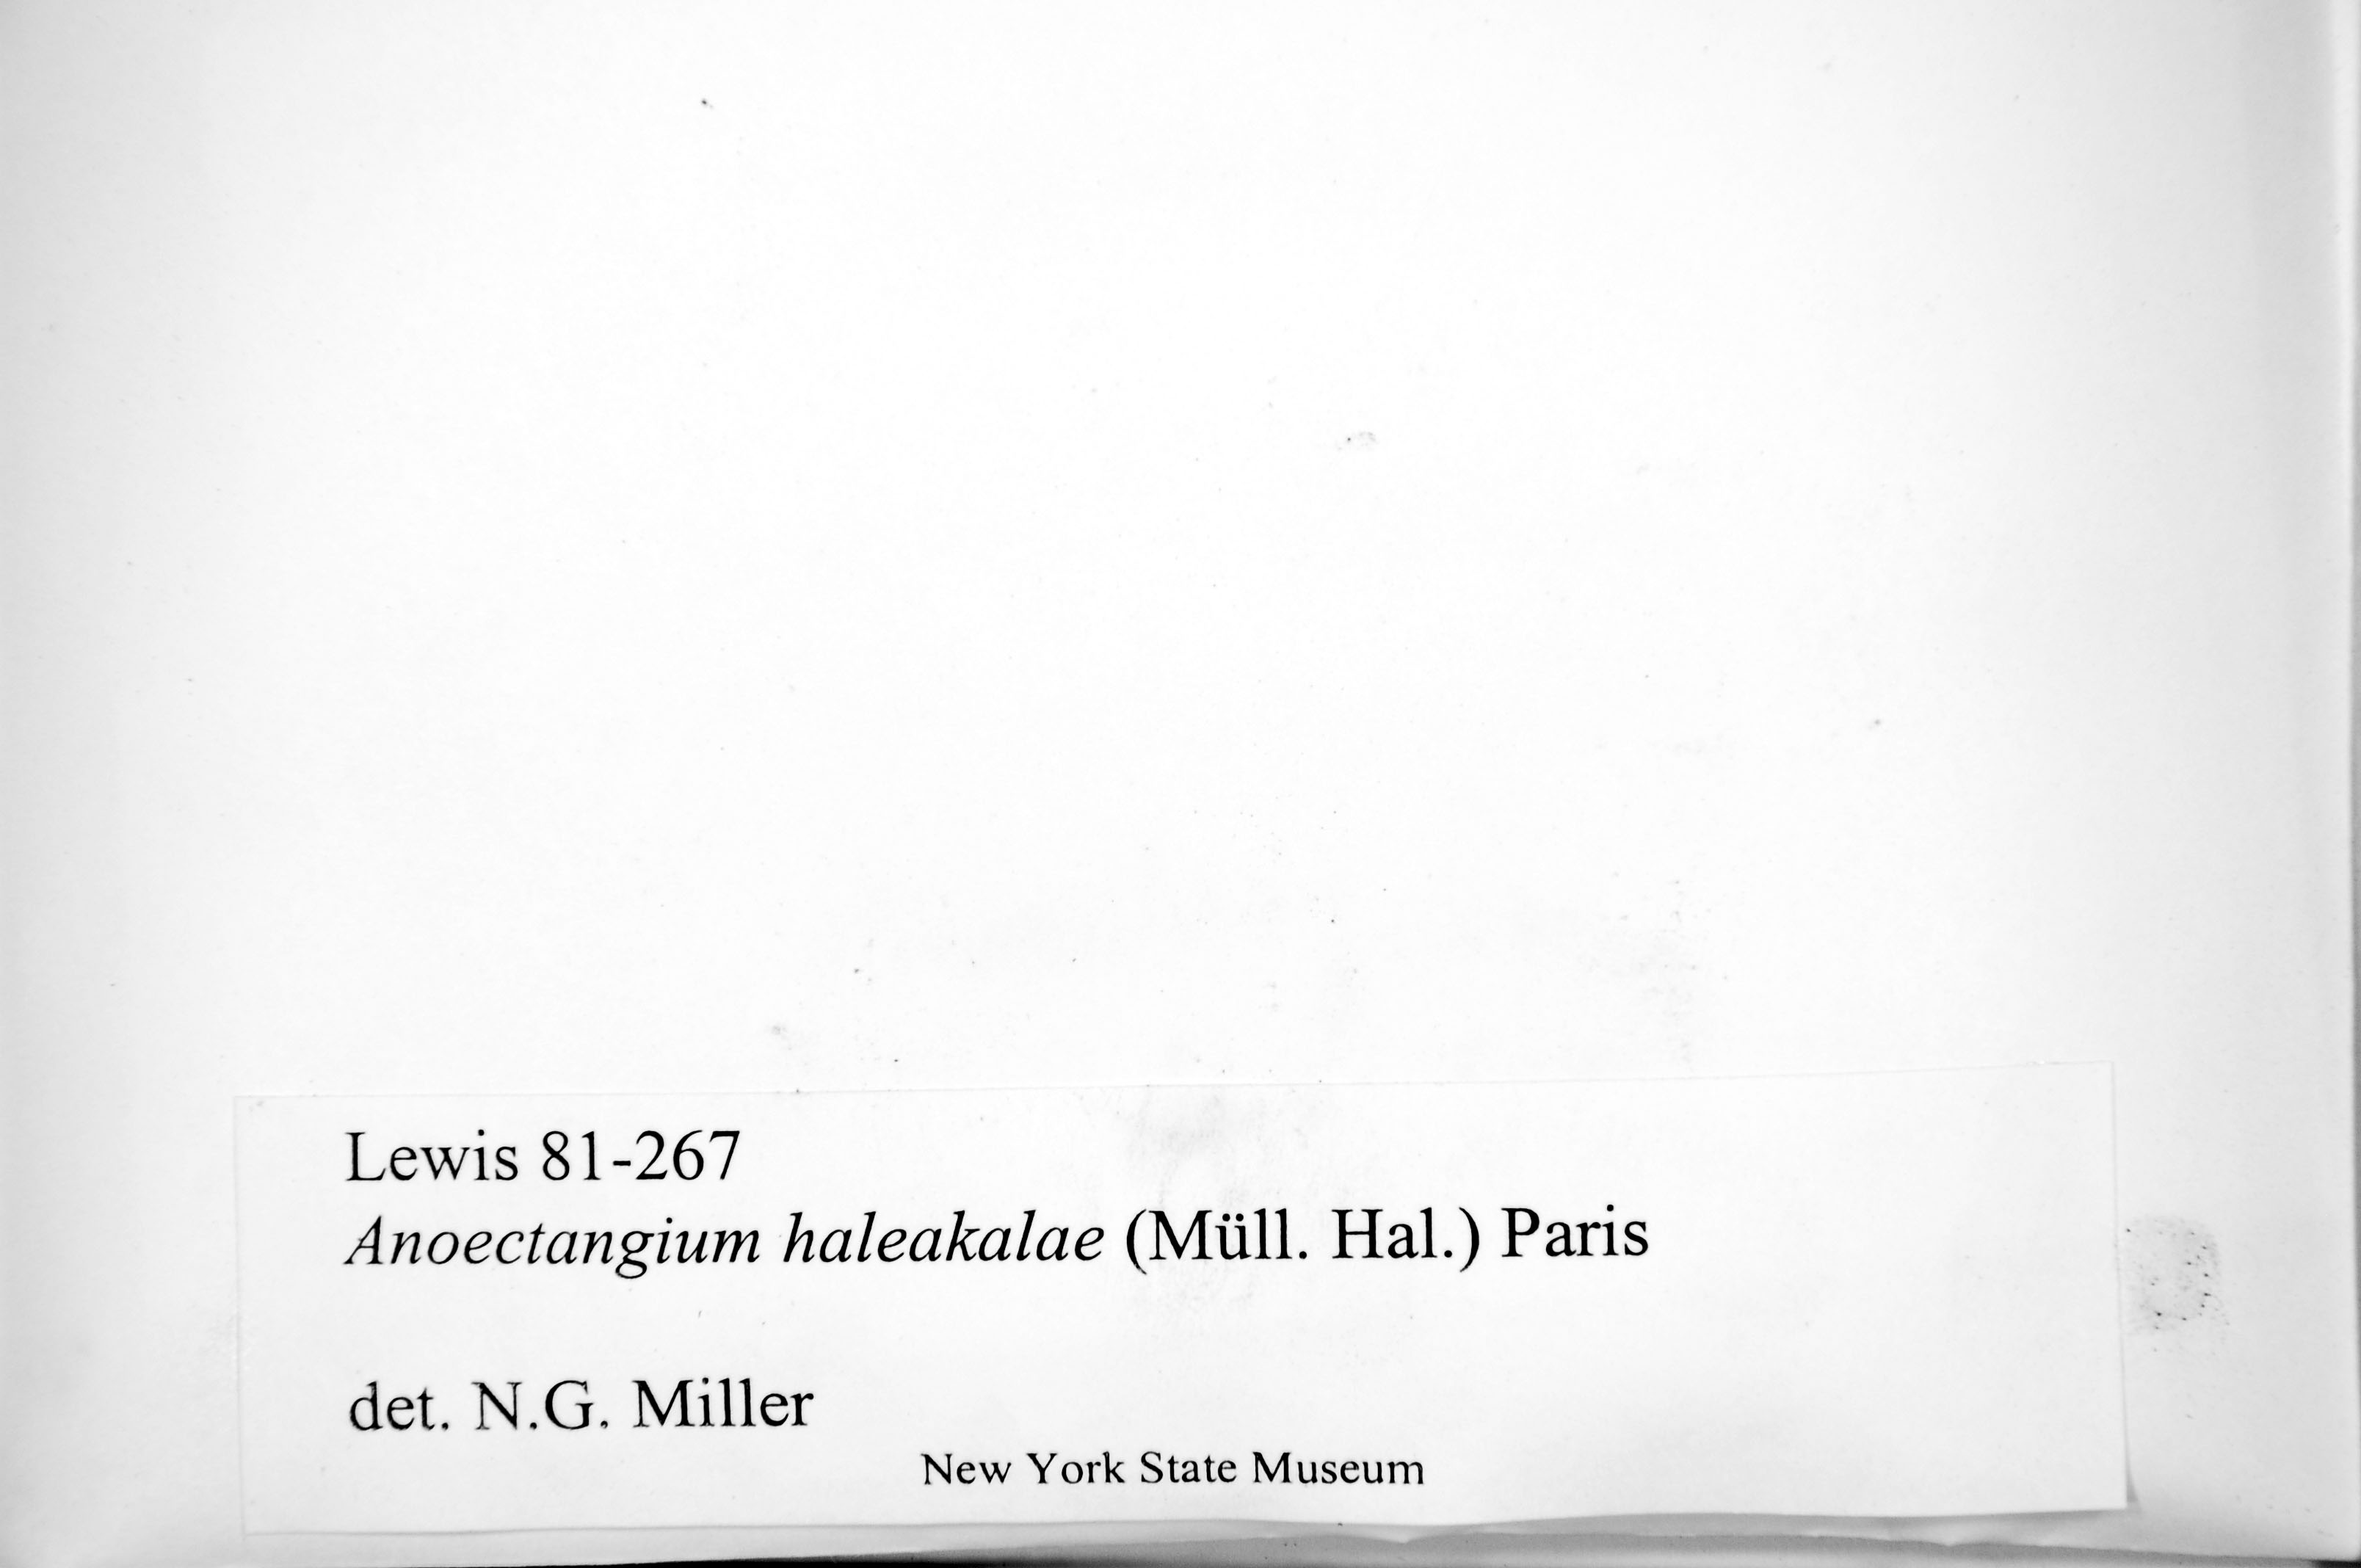 Lewis 81-267
Anoectangium haleakalae (Müll. Hal.) Paris
det. N.G. Miller
New York State Museum